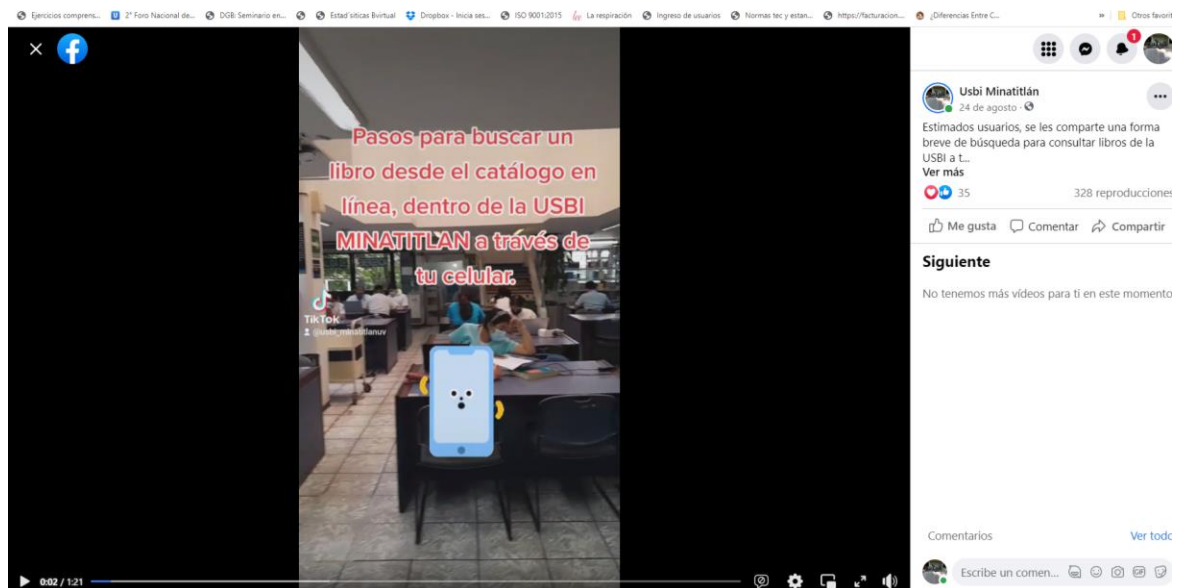 Ejercicios comprens... 2° Foro Nacional de... DGB: Seminario en... Estad´siticas Bvirtual Dropbox - Inicia ses... ISO 9001:2015 La respiración Ingreso de usuarios Normas tec y estan... https://facturacion... ¿Diferencias Entre C... » Otros favorit
1
Usbi Minatitlán
24 de agosto ·
Estimados usuarios, se les comparte una forma
breve de búsqueda para consultar libros de la
USBI a t...
Ver más
35 328 reproducciones
Me gusta Comentar Compartir
Siguiente
No tenemos más vídeos para ti en este momento
Pasos para buscar un
libro desde el catálogo en
línea, dentro de la USBI
MINATITLAN a través de
tu celular.
TikTok
@usbi_minatitlanuv
0:02 / 1:21
Comentarios Ver todo
Escribe un comen... GIF